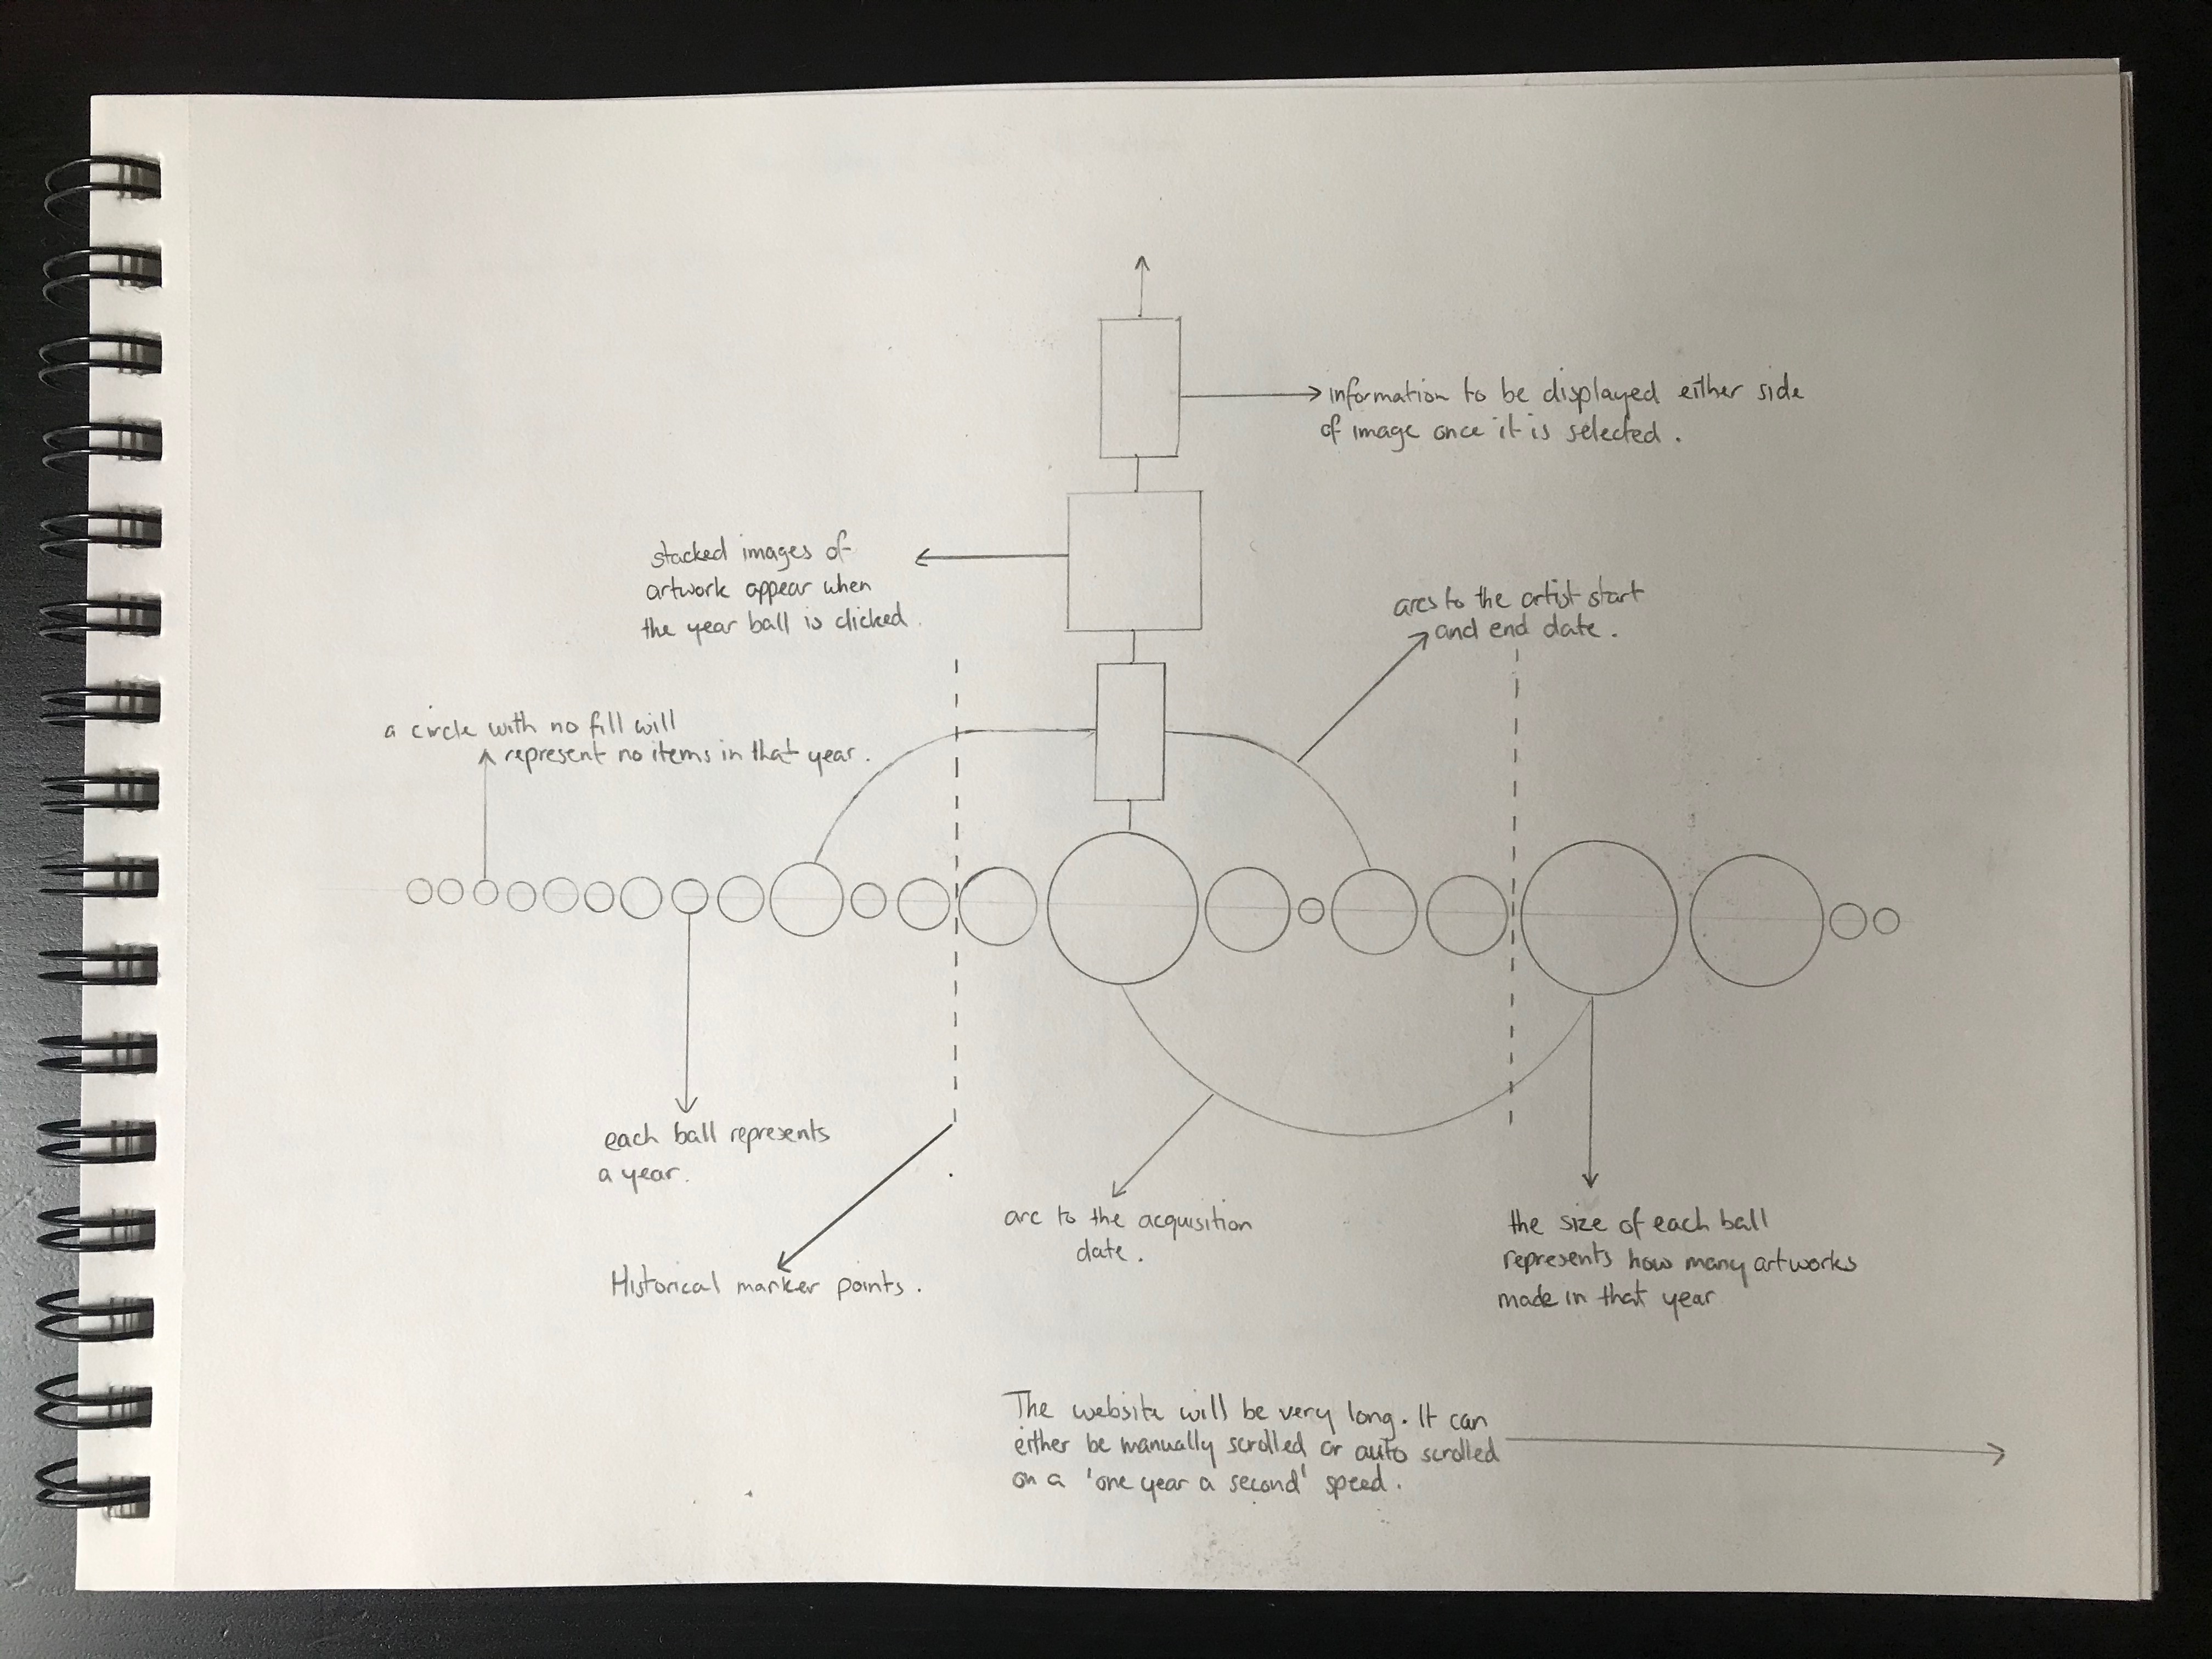 information to be displayed either side
of image once it is selected.
stacked images of
artwork appear when
the year ball is clicked.
arcs to the artist start
and end date.
a circle with no fill will
represent no items in that year.
each ball represents
a year.
Historical marker points.
arc to the acquisition
date.
the size of each ball
represents how many artworks
made in that year
The website will be very long. It can
either be manually scrolled or auto scrolled
on a 'one year a second' speed.